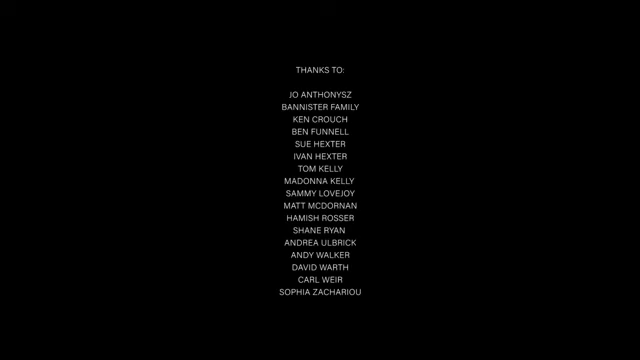 THANKS TO:
JO ANTHONYSZ
BANNISTER FAMILY
KEN CROUCH
BEN FUNNELL
SUE HEXTER
IVAN HEXTER
TOM KELLY
MADONNA KELLY
SAMMY LOVEJOY
MATT MCDORNAN
HAMISH ROSSER
SHANE RYAN
ANDREA ULBRICK
ANDY WALKER
DAVID WARTH
CARL WEIR
SOPHIA ZACHARIOU